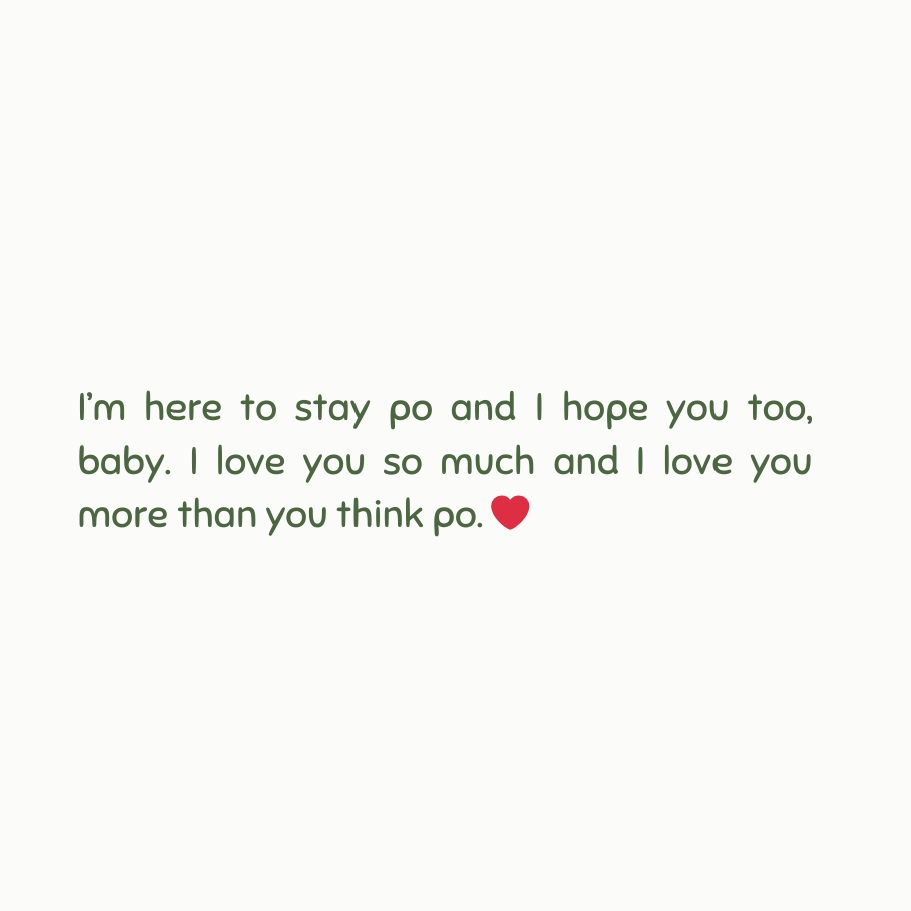 I’m here to stay po and I hope you too,
baby. I love you so much and I love you
more than you think po. ❤️